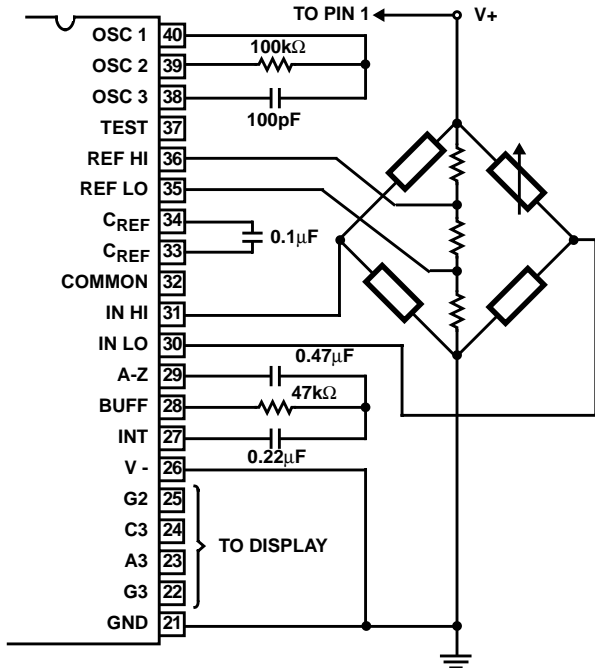 TO PIN 1
V+
OSC 1 40
100kΩ
OSC 2 39
OSC 3 38
100pF
TEST 37
REF HI 36
REF LO 35
CREF 34
0.1µF
CREF 33
COMMON 32
IN HI 31
IN LO 30
0.47µF
A-Z 29
47kΩ
BUFF 28
INT 27
0.22µF
V - 26
G2 25
C3 24
TO DISPLAY
A3 23
G3 22
GND 21